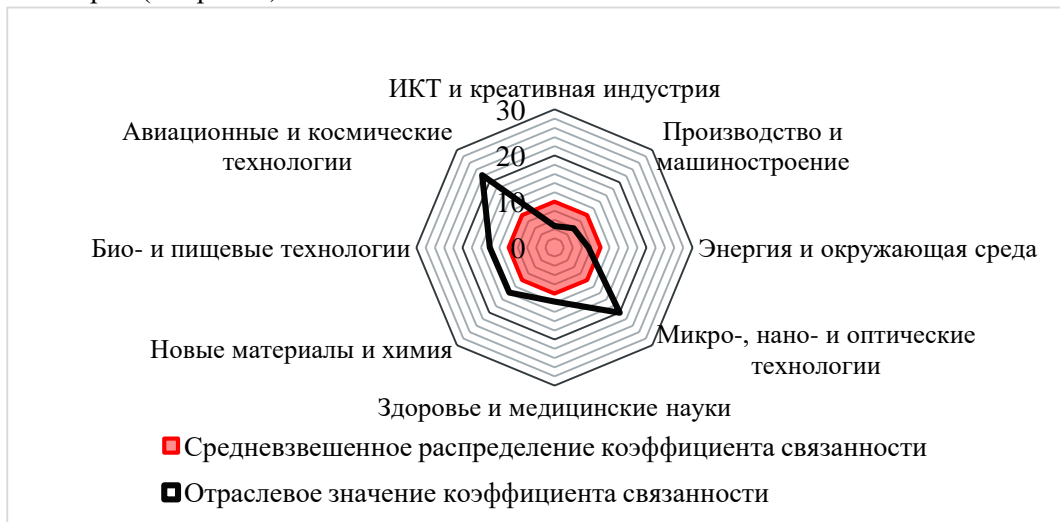 ИКТ и креативная индустрия
30
Авиационные и космические
технологии
Производство и
машиностроение
20
10
Био- и пищевые технологии
0
Энергия и окружающая среда
Новые материалы и химия
Микро-, нано- и оптические
технологии
Здоровье и медицинские науки
Средневзвешенное распределение коэффициента связанности
Отраслевое значение коэффициента связанности